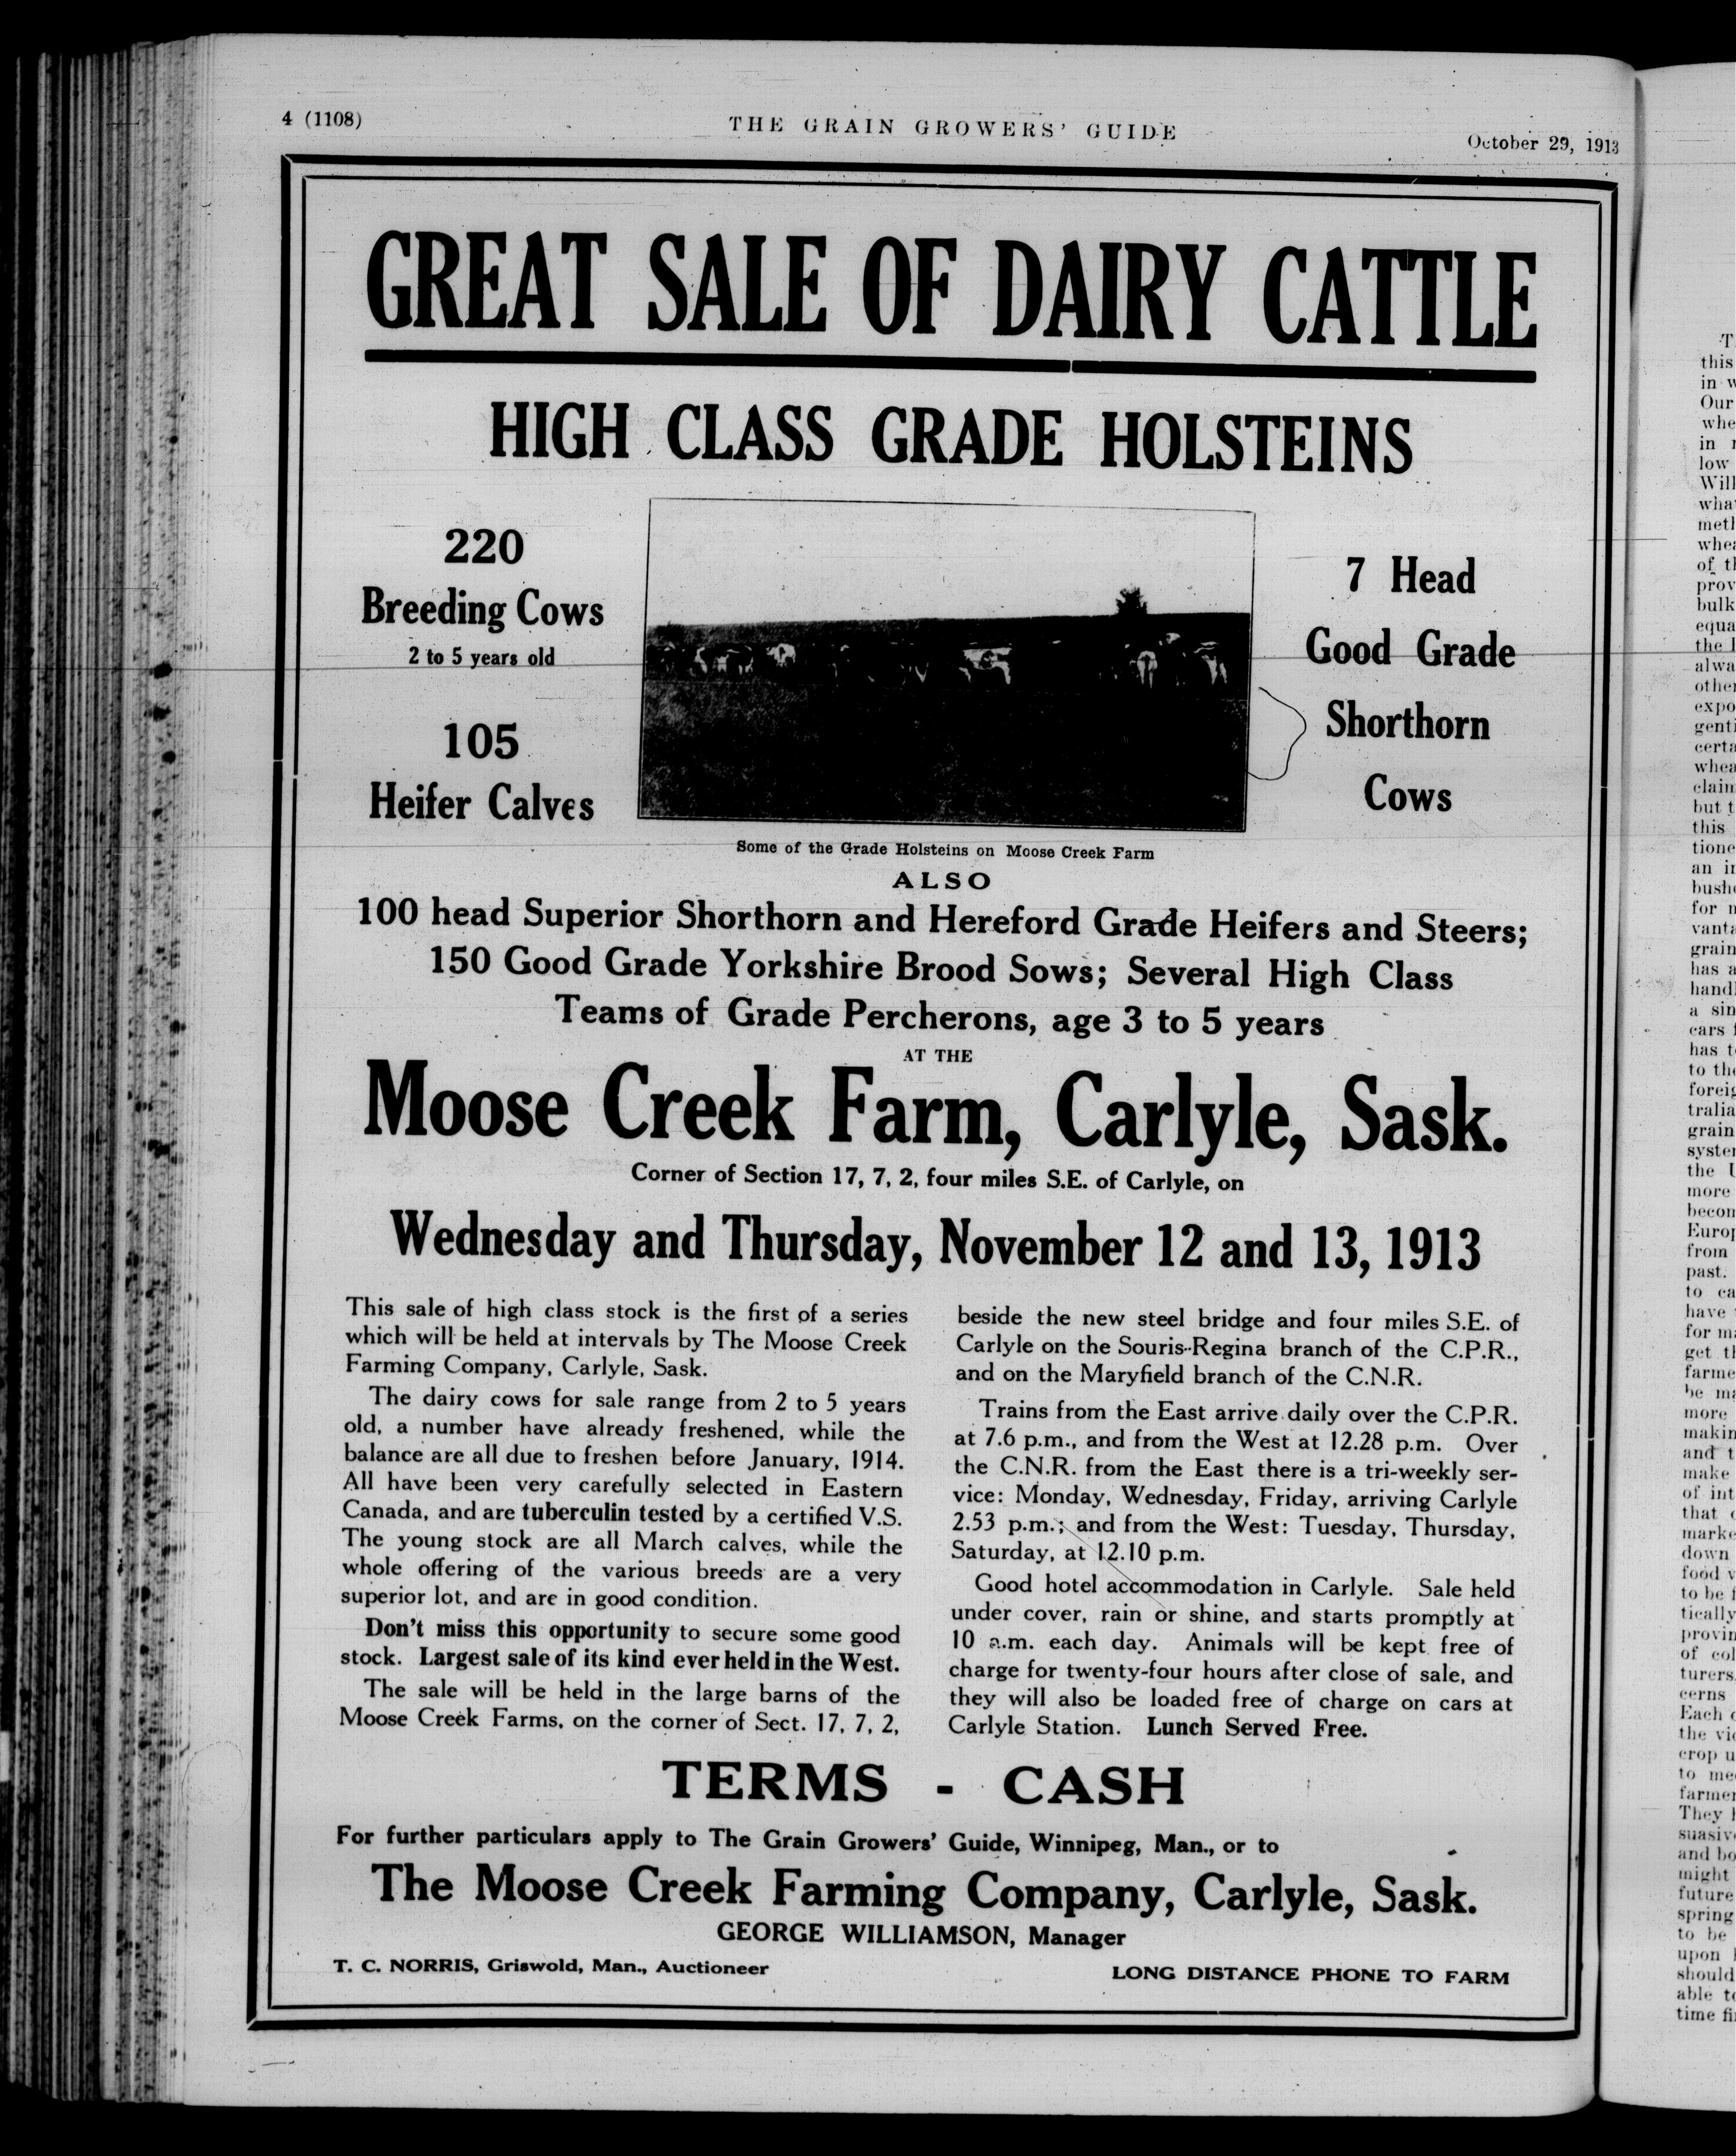 4 (1108)
THE GRAIN GROWERS' GUIDE
October 29, 1913
GREAT SALE OF DAIRY CATTLE
HIGH CLASS GRADE HOLSTEINS
220
Breeding Cows
2 to 5 years old
105
Heifer Calves
7 Head
Good Grade
Shorthorn
Cows
Some of the Grade Holsteins on Moose Creek Farm
ALSO
100 head Superior Shorthorn and Hereford Grade Heifers and Steers;
150 Good Grade Yorkshire Brood Sows; Several High Class
Teams of Grade Percherons, age 3 to 5 years
AT THE
Moose Creek Farm, Carlyle, Sask.
Corner of Section 17, 7, 2, four miles S.E. of Carlyle, on
Wednesday and Thursday, November 12 and 13, 1913
This sale of high class stock is the first of a series
which will be held at intervals by The Moose Creek
Farming Company, Carlyle, Sask.
The dairy cows for sale range from 2 to 5 years
old, a number have already freshened, while the
balance are all due to freshen before January, 1914.
All have been very carefully selected in Eastern
Canada, and are tuberculin tested by a certified V.S.
The young stock are all March calves, while the
whole offering of the various breeds are a very
superior lot, and are in good condition.
Don't miss this opportunity to secure some good
stock. Largest sale of its kind ever held in the West.
The sale will be held in the large barns of the
Moose Creek Farms, on the corner of Sect. 17, 7, 2,
beside the new steel bridge and four miles S.E. of
Carlyle on the Souris-Regina branch of the C.P.R.,
and on the Maryfield branch of the C.N.R.
Trains from the East arrive daily over the C.P.R.
at 7.6 p.m., and from the West at 12.28 p.m. Over
the C.N.R. from the East there is a tri-weekly ser-
vice: Monday, Wednesday, Friday, arriving Carlyle
2.53 p.m.; and from the West: Tuesday, Thursday,
Saturday, at 12.10 p.m.
Good hotel accommodation in Carlyle. Sale held
under cover, rain or shine, and starts promptly at
10 a.m. each day. Animals will be kept free of
charge for twenty-four hours after close of sale, and
they will also be loaded free of charge on cars at
Carlyle Station. Lunch Served Free.
TERMS - CASH
For further particulars apply to The Grain Growers' Guide, Winnipeg, Man., or to
The Moose Creek Farming Company, Carlyle, Sask.
GEORGE WILLIAMSON, Manager
T. C. NORRIS, Griswold, Man., Auctioneer
LONG DISTANCE PHONE TO FARM